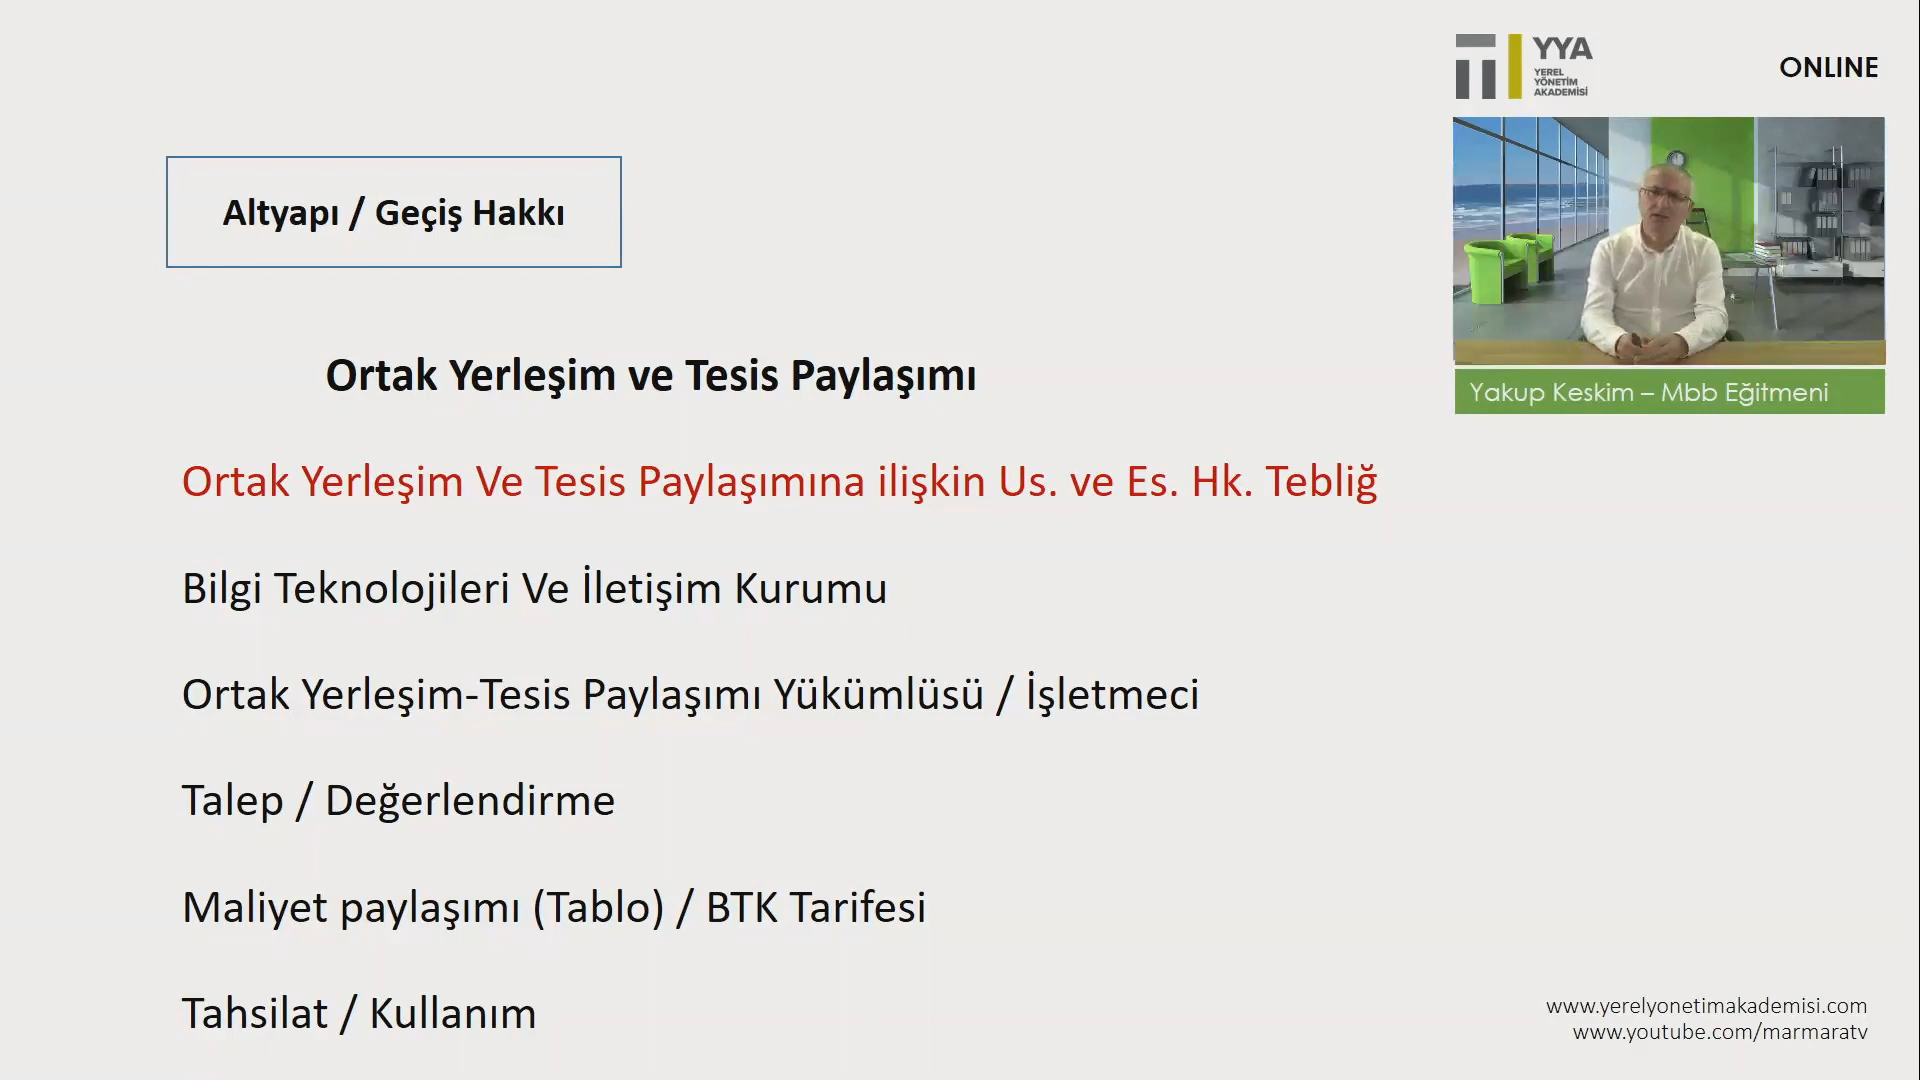 YYA
YEREL
YÖNETİM
AKADEMİSİ
ONLINE
Altyapı / Geçiş Hakkı
Yakup Keskim – Mbb Eğitmeni
Ortak Yerleşim ve Tesis Paylaşımı
Ortak Yerleşim Ve Tesis Paylaşımına ilişkin Us. ve Es. Hk. Tebliğ
Bilgi Teknolojileri Ve İletişim Kurumu
Ortak Yerleşim-Tesis Paylaşımı Yükümlüsü / İşletmeci
Talep / Değerlendirme
Maliyet paylaşımı (Tablo) / BTK Tarifesi
Tahsilat / Kullanım
www.yerelyonetimakademisi.com
www.youtube.com/marmaratv